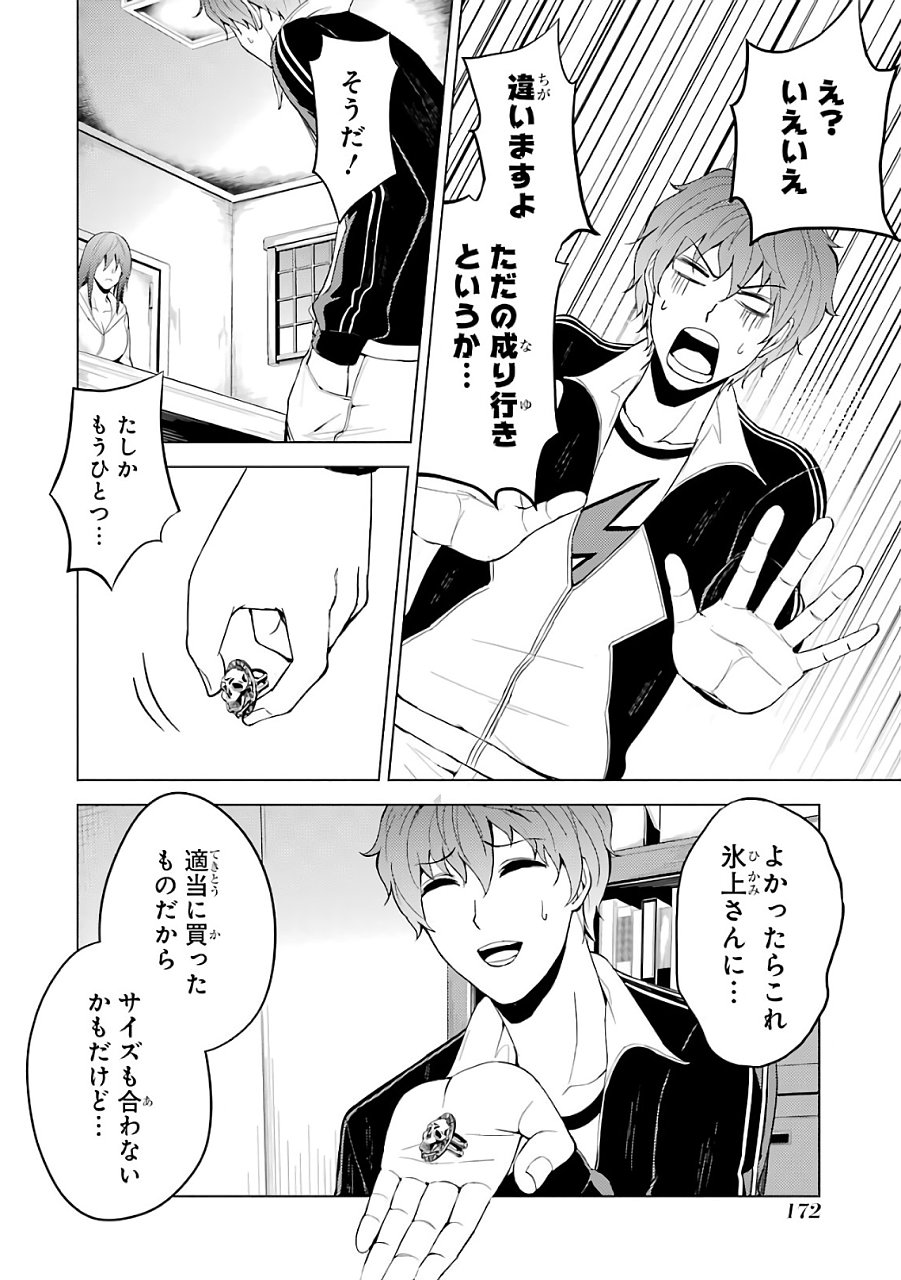 え?
いえいえ
違いますよ
ただの成り行き
というか…
そうだ!
たしか
もうひとつ…
よかったらこれ
氷上さんに…
適当に買った
ものだから
サイズも合わない
かもだけど…
172